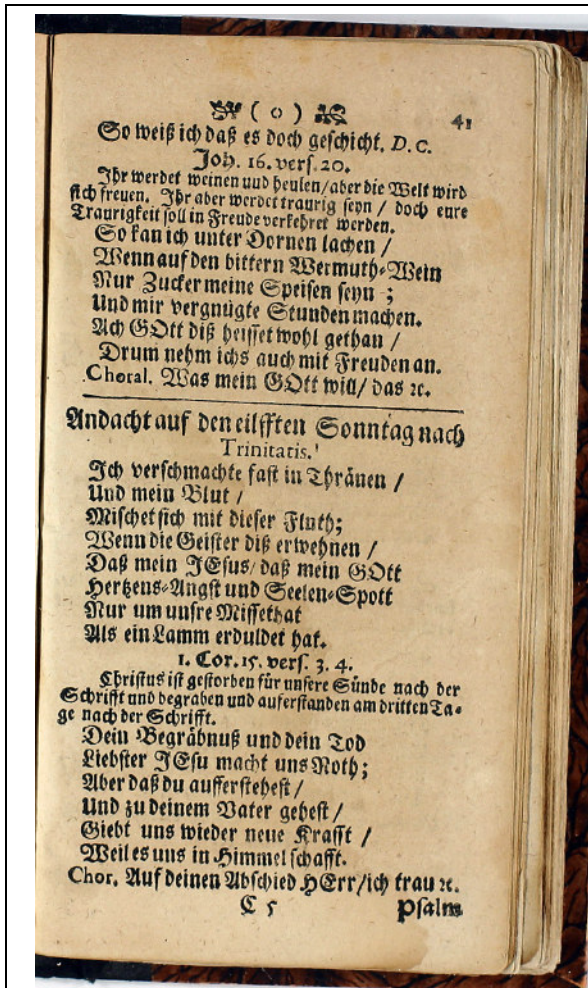 ( o ) 41
So weiß ich daß es doch geschicht. D. C.
Joh. 16. vers. 20.
Ihr werdet weinen uud heulen / aber die Welt wird
sich freuen. Ihr aber werdet traurig seyn / doch eure
Traurigkeit soll in Freude verkehret werden.
So kan ich unter Dornen lachen /
Wenn auf den bittern Wermuth-Wein
Nur Zucker meine Speisen seyn ;
Und mir vergnügte Stunden machen.
Ach GOtt diß heisset wohl gethan /
Drum nehm ichs auch mit Freuden an.
Choral. Was mein GOtt will / das ꝛc.
Andacht auf den eilfften Sonntag nach
Trinitatis.
Ich verschmachte fast in Thränen /
Und mein Blut /
Mischet sich mit dieser Fluth;
Wenn die Geister diß erwehnen /
Daß mein JEsus / daß mein GOtt
Hertzens-Angst und Seelen-Spott
Nur um unsre Missethat
Als ein Lamm erduldet hat.
1. Cor. 15. vers. 3. 4.
Christus ist gestorben für unsere Sünde nach der
Schrifft und begraben und auferstanden am dritten Ta-
ge nach der Schrifft.
Dein Begräbnuß und dein Tod
Liebster JEsu macht uns Noth;
Aber daß du aufferstehest /
Und zu deinem Vater gehest /
Giebt uns wieder neue Krafft /
Weil es uns in Himmel schafft.
Chor. Auf deinen Abschied HErr / ich trau ꝛc.
C 5 Psalm